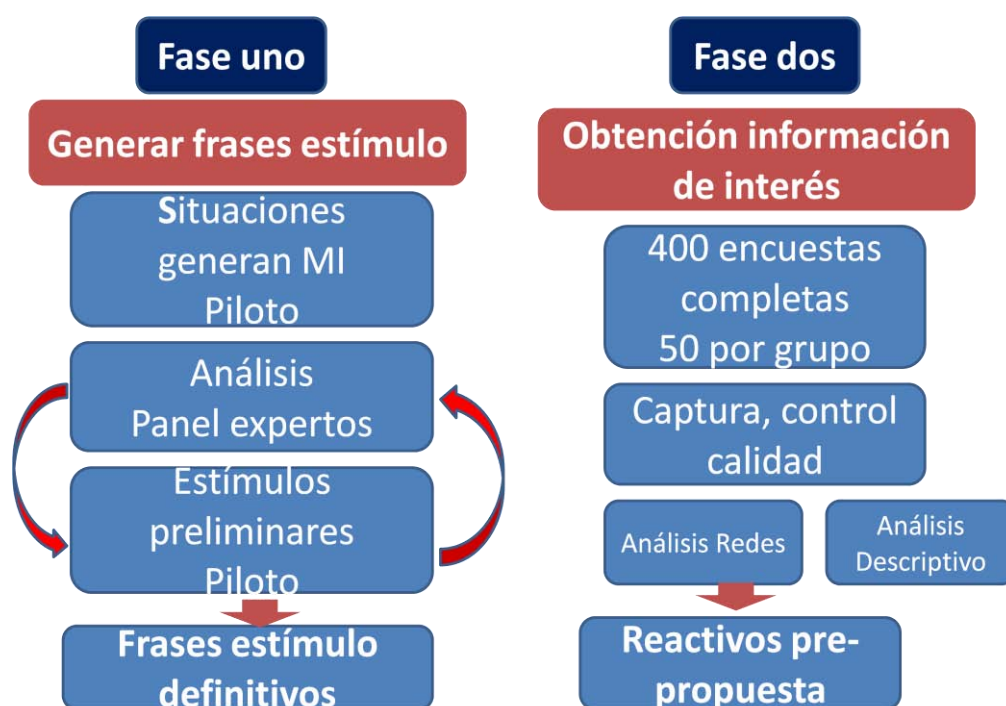 Fase uno
Generar frases estímulo
Situaciones
generan MI
Piloto
Análisis
Panel expertos
Estímulos
preliminares
Piloto
Frases estímulo
definitivos
Fase dos
Obtención información
de interés
400 encuestas
completas
50 por grupo
Captura, control
calidad
Análisis Redes
Análisis
Descriptivo
Reactivos pre-
propuesta